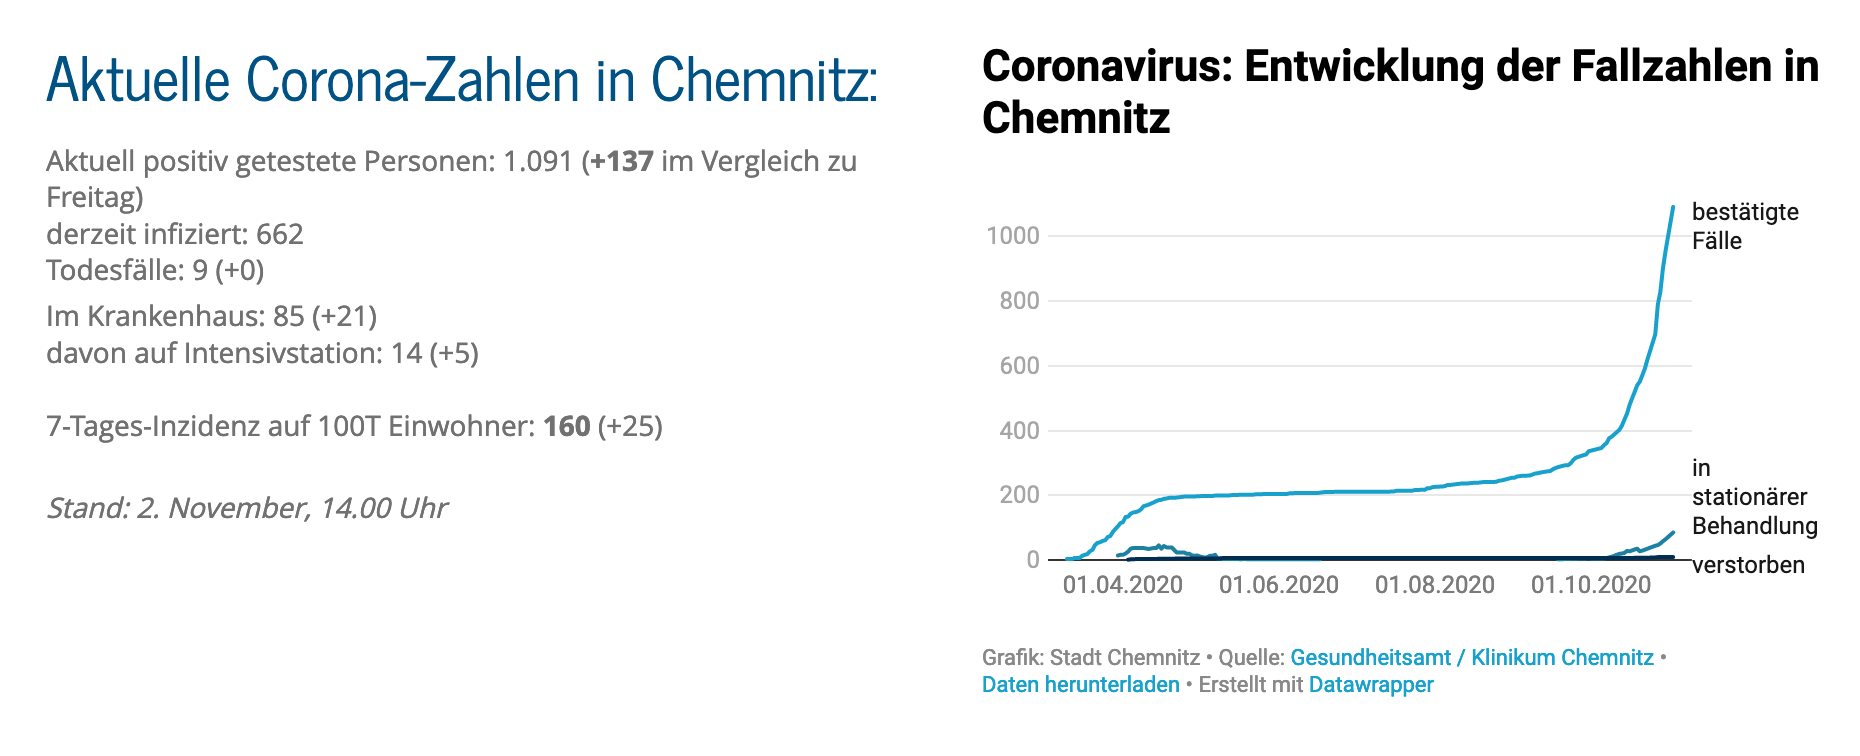 Aktuelle Corona-Zahlen in Chemnitz:
Aktuell positiv getestete Personen: 1.091 (+137 im Vergleich zu
Freitag)
derzeit infiziert: 662
Todesfälle: 9 (+0)
Im Krankenhaus: 85 (+21)
davon auf Intensivstation: 14 (+5)
7-Tages-Inzidenz auf 100T Einwohner: 160 (+25)
Stand: 2. November, 14.00 Uhr
Coronavirus: Entwicklung der Fallzahlen in
Chemnitz
1000
800
600
400
200
0
bestätigte
Fälle
in
stationärer
Behandlung
verstorben
01.04.2020 01.06.2020 01.08.2020 01.10.2020
Grafik: Stadt Chemnitz • Quelle: Gesundheitsamt / Klinikum Chemnitz •
Daten herunterladen • Erstellt mit Datawrapper